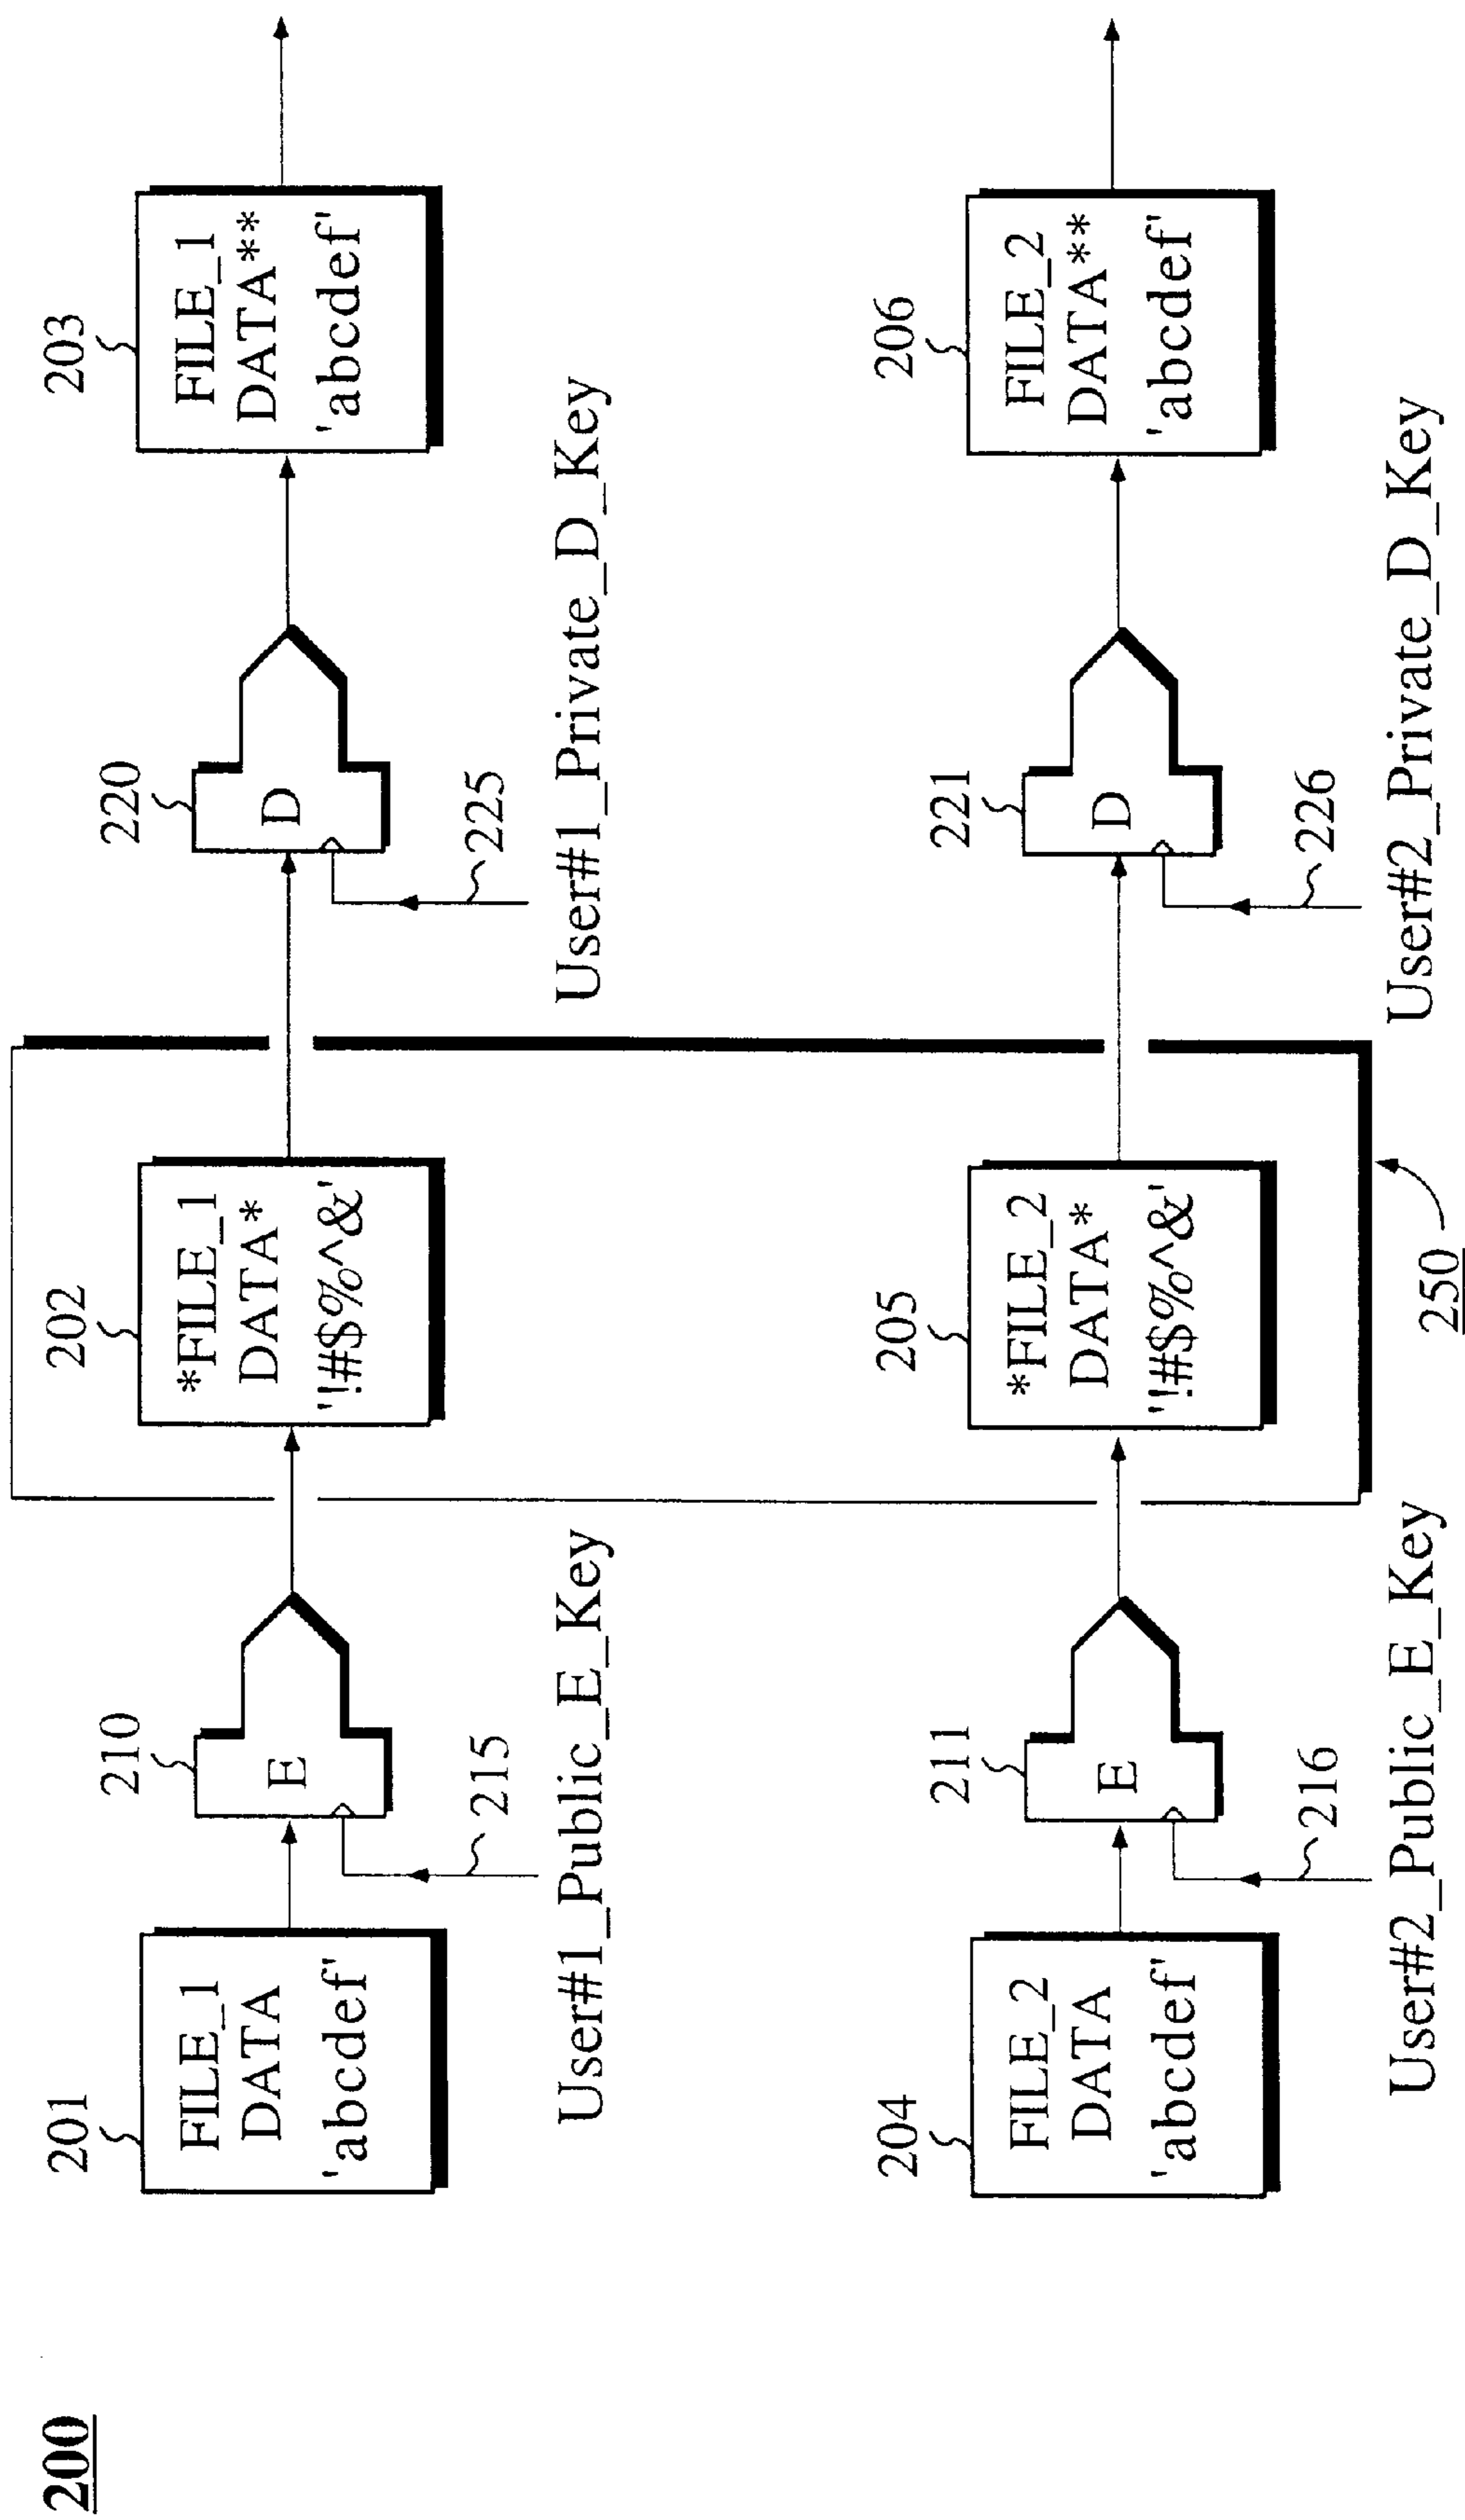 200
201
FILE_1
DATA
'abcdef'
210
E
215
User#1_Public_E_Key
202
*FILE_1
DATA*
'!#$%^&'
220
D
225
User#1_Private_D_Key
203
FILE_1
DATA**
'abcdef'
204
FILE_2
DATA
'abcdef'
211
E
216
User#2_Public_E_Key
205
*FILE_2
DATA*
'!#$%^&'
250
221
D
226
User#2_Private_D_Key
206
FILE_2
DATA**
'abcdef'